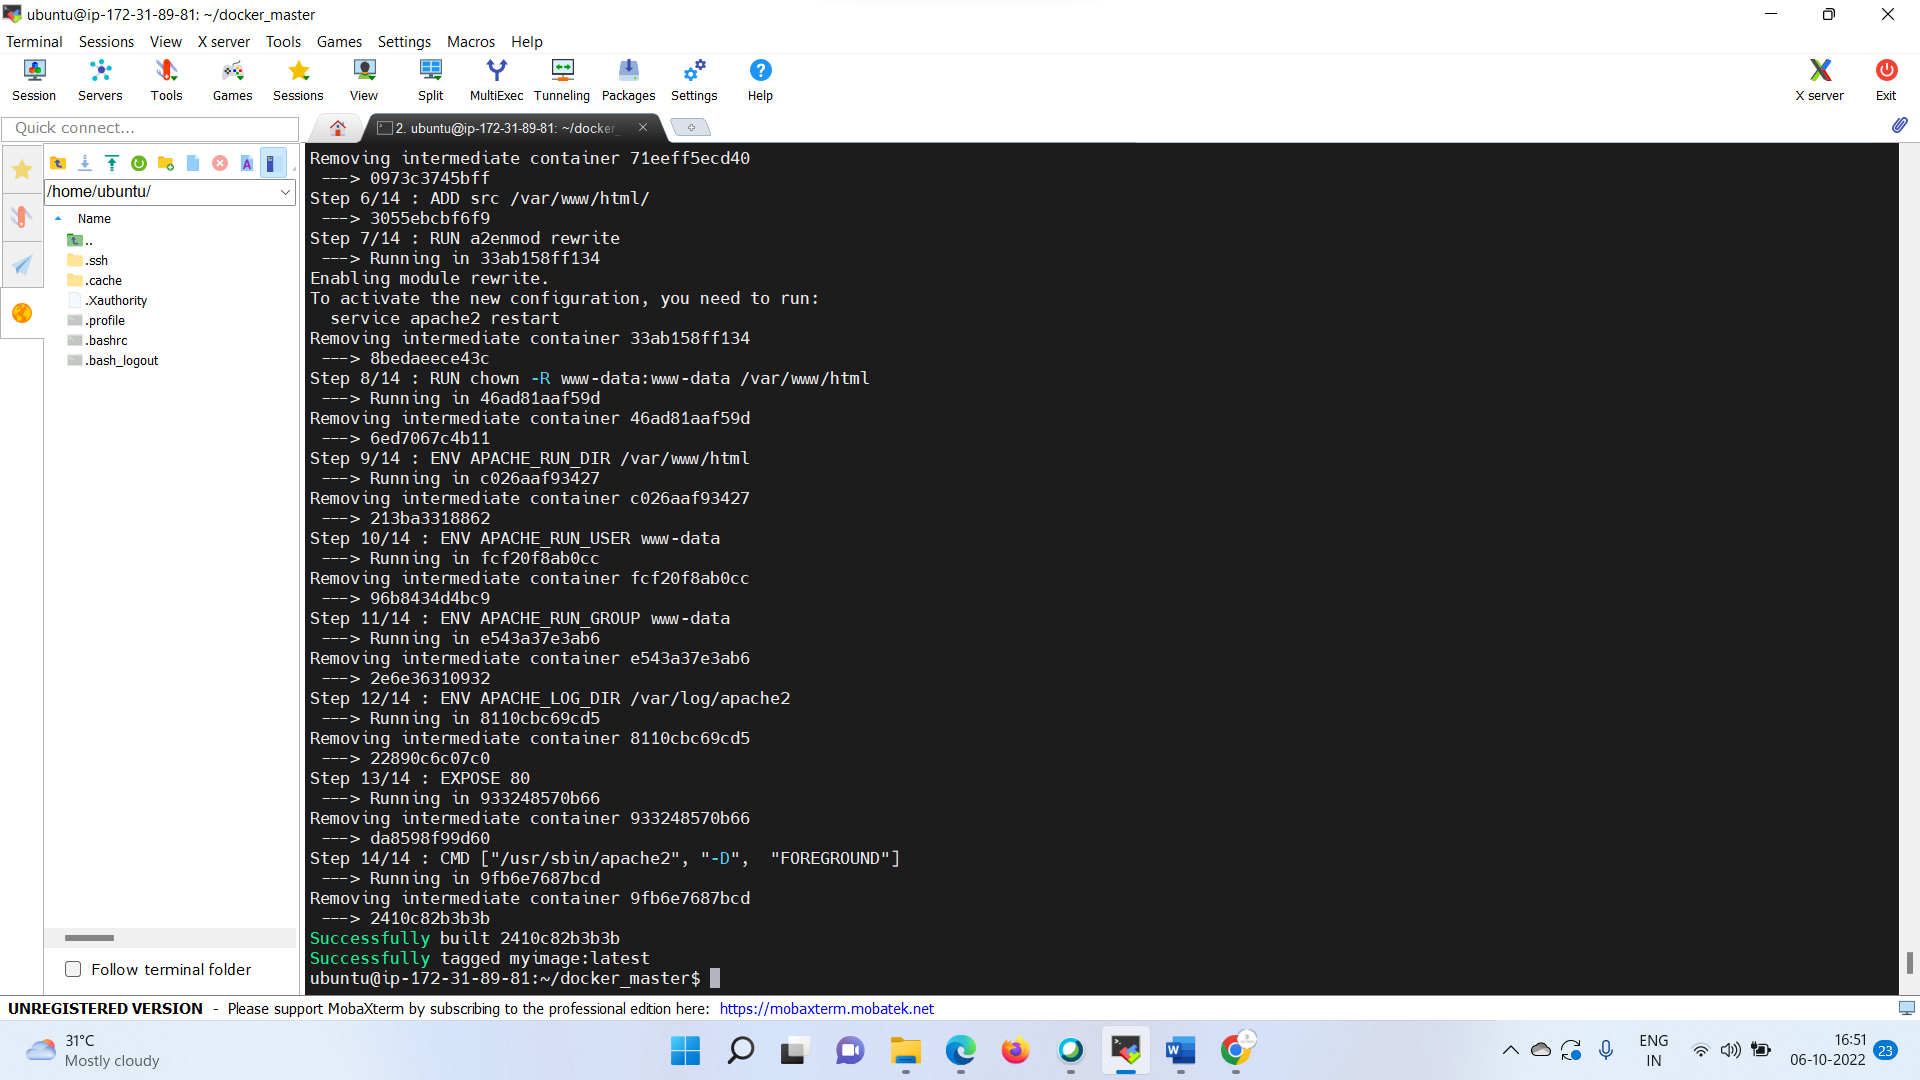 ubuntu@ip-172-31-89-81: ~/docker_master
Terminal Sessions View X server Tools Games Settings Macros Help
Session Servers Tools Games Sessions View Split MultiExec Tunneling Packages Settings Help X server Exit
Quick connect...
2. ubuntu@ip-172-31-89-81: ~/docker_
/home/ubuntu/
Name
..
.ssh
.cache
.Xauthority
.profile
.bashrc
.bash_logout
Follow terminal folder
Removing intermediate container 71eeff5ecd40
---> 0973c3745bff
Step 6/14 : ADD src /var/www/html/
---> 3055ebcbf6f9
Step 7/14 : RUN a2enmod rewrite
---> Running in 33ab158ff134
Enabling module rewrite.
To activate the new configuration, you need to run:
service apache2 restart
Removing intermediate container 33ab158ff134
---> 8bedaeece43c
Step 8/14 : RUN chown -R www-data:www-data /var/www/html
---> Running in 46ad81aaf59d
Removing intermediate container 46ad81aaf59d
---> 6ed7067c4b11
Step 9/14 : ENV APACHE_RUN_DIR /var/www/html
---> Running in c026aaf93427
Removing intermediate container c026aaf93427
---> 213ba3318862
Step 10/14 : ENV APACHE_RUN_USER www-data
---> Running in fcf20f8ab0cc
Removing intermediate container fcf20f8ab0cc
---> 96b8434d4bc9
Step 11/14 : ENV APACHE_RUN_GROUP www-data
---> Running in e543a37e3ab6
Removing intermediate container e543a37e3ab6
---> 2e6e36310932
Step 12/14 : ENV APACHE_LOG_DIR /var/log/apache2
---> Running in 8110cbc69cd5
Removing intermediate container 8110cbc69cd5
---> 22890c6c07c0
Step 13/14 : EXPOSE 80
---> Running in 933248570b66
Removing intermediate container 933248570b66
---> da8598f99d60
Step 14/14 : CMD ["/usr/sbin/apache2", "-D",  "FOREGROUND"]
---> Running in 9fb6e7687bcd
Removing intermediate container 9fb6e7687bcd
---> 2410c82b3b3b
Successfully built 2410c82b3b3b
Successfully tagged myimage:latest
ubuntu@ip-172-31-89-81:~/docker_master$
UNREGISTERED VERSION - Please support MobaXterm by subscribing to the professional edition here: https://mobaxterm.mobatek.net
31°C
Mostly cloudy
ENG
IN
16:51
06-10-2022
23